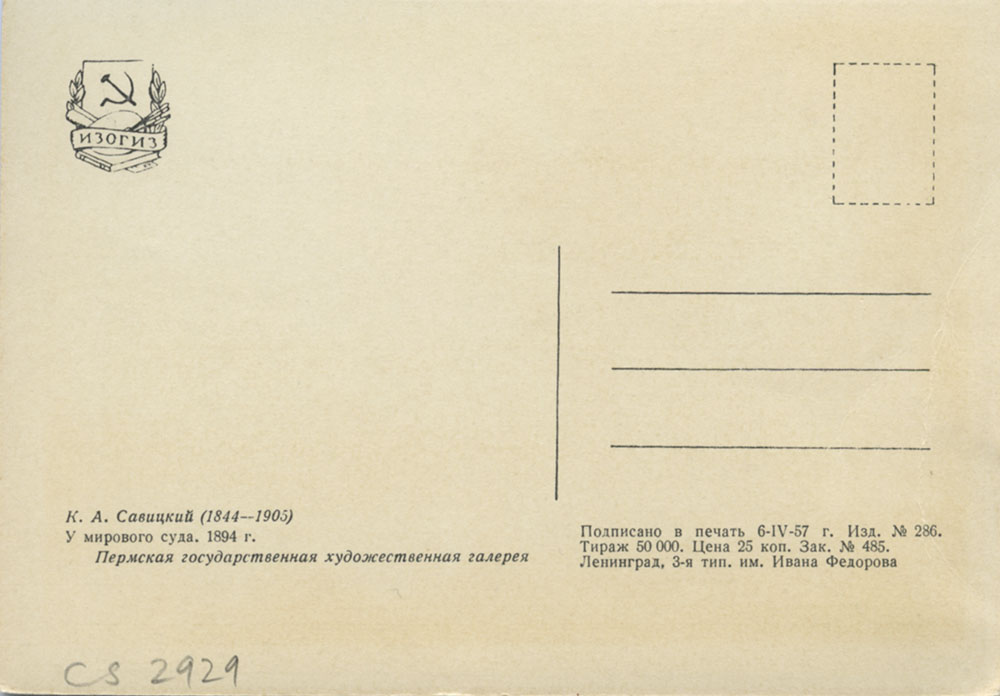 ИЗОГИЗ
К. А. Савицкий (1844—1905)
У мирового суда. 1894 г.
Пермская государственная художественная галерея
Подписано в печать 6-IV-57 г. Изд. № 286.
Тираж 50 000. Цена 25 коп. Зак. № 485.
Ленинград, 3-я тип. им. Ивана Федорова
CS 2929